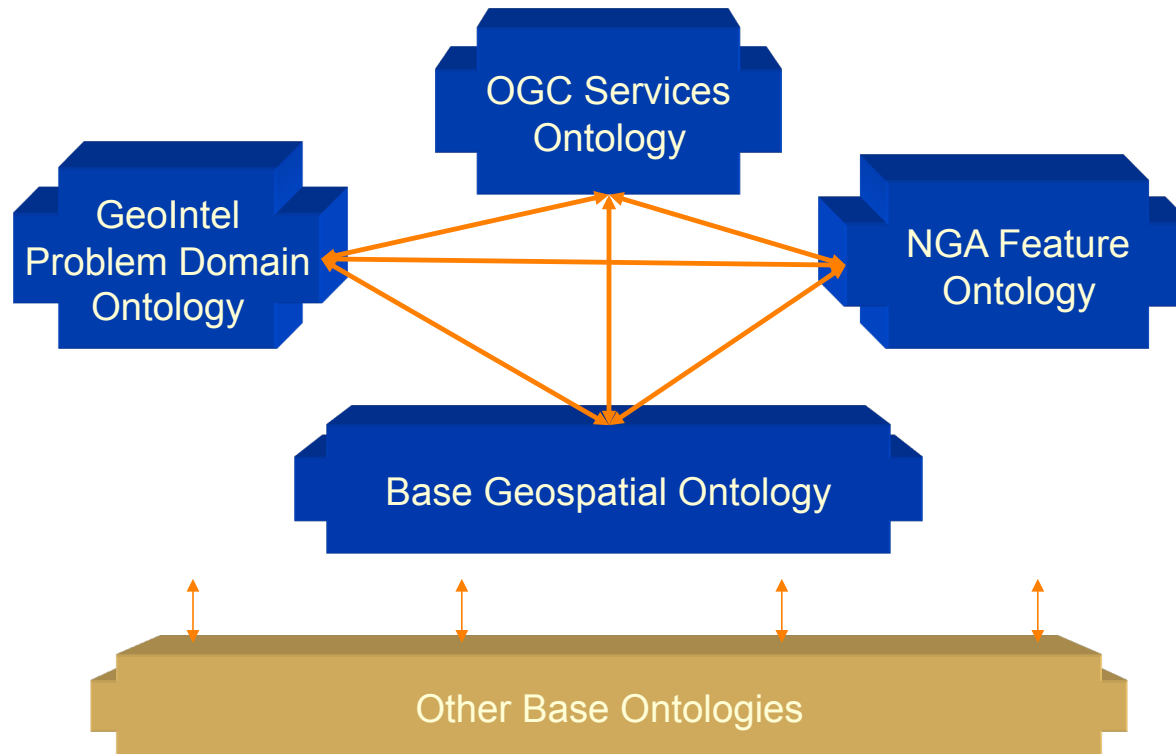 OGC Services
Ontology
GeoIntel
Problem Domain
Ontology
NGA Feature
Ontology
Base Geospatial Ontology
Other Base Ontologies